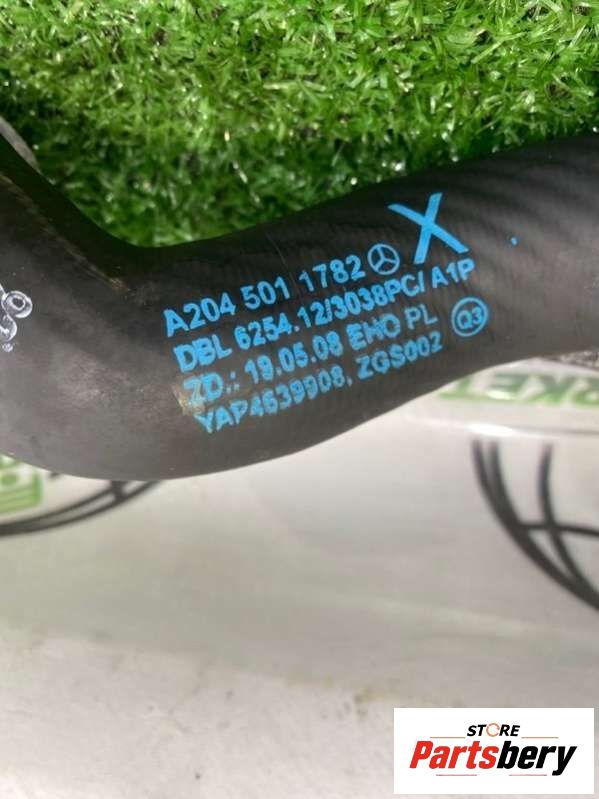 X
A204 501 1782
DBL 6254.12/3038PC/ A1P
ZD.: 19.05.08 EHO PL Q3
YAP4639908, ZGS002
STORE
Partsbery